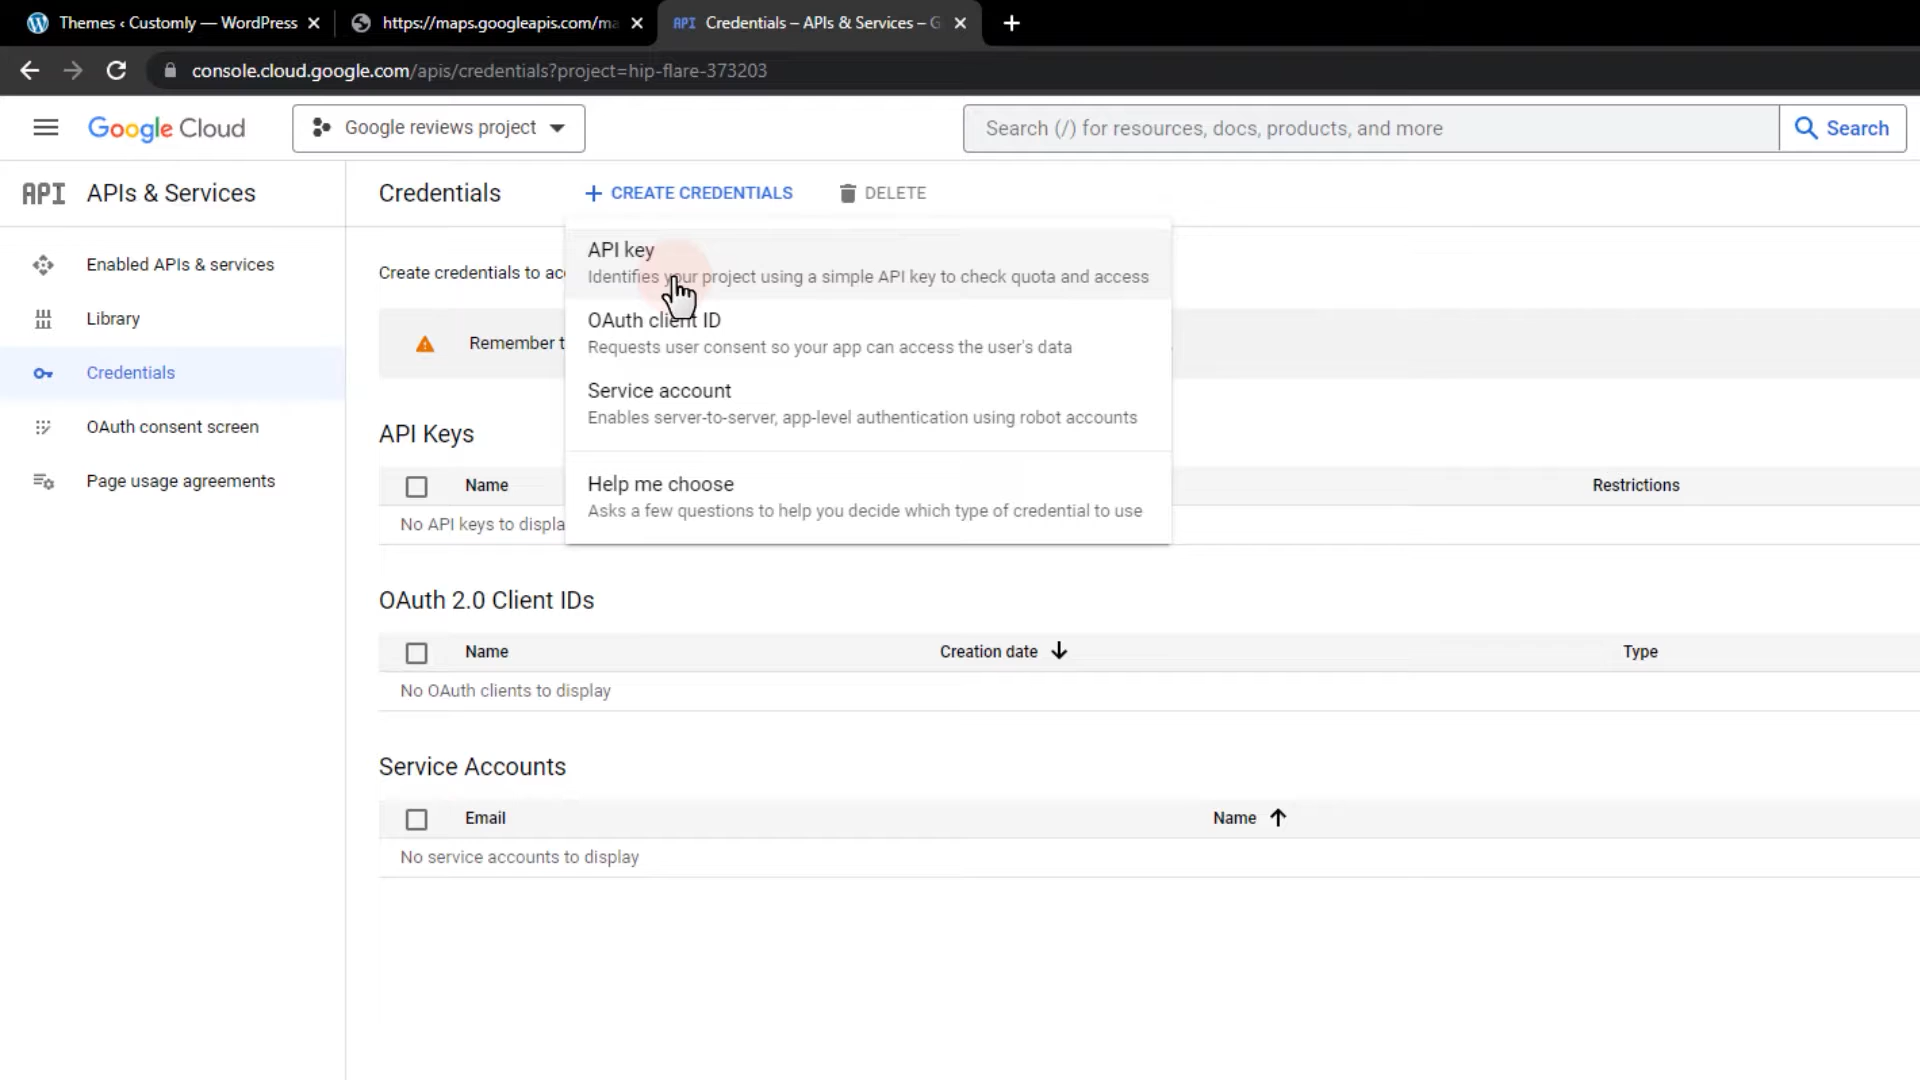 Themes ‹ Customly — WordPress
https://maps.googleapis.com/ma
API Credentials – APIs & Services – G
console.cloud.google.com/apis/credentials?project=hip-flare-373203
Google Cloud
Google reviews project
Search (/) for resources, docs, products, and more
Search
API APIs & Services
Credentials
CREATE CREDENTIALS
DELETE
Enabled APIs & services
Library
Credentials
OAuth consent screen
Page usage agreements
Create credentials to ac
Remember t
API key
Identifies your project using a simple API key to check quota and access
OAuth client ID
Requests user consent so your app can access the user's data
Service account
Enables server-to-server, app-level authentication using robot accounts
Help me choose
Asks a few questions to help you decide which type of credential to use
API Keys
Name Restrictions
No API keys to displa
OAuth 2.0 Client IDs
Name Creation date Type
No OAuth clients to display
Service Accounts
Email Name
No service accounts to display